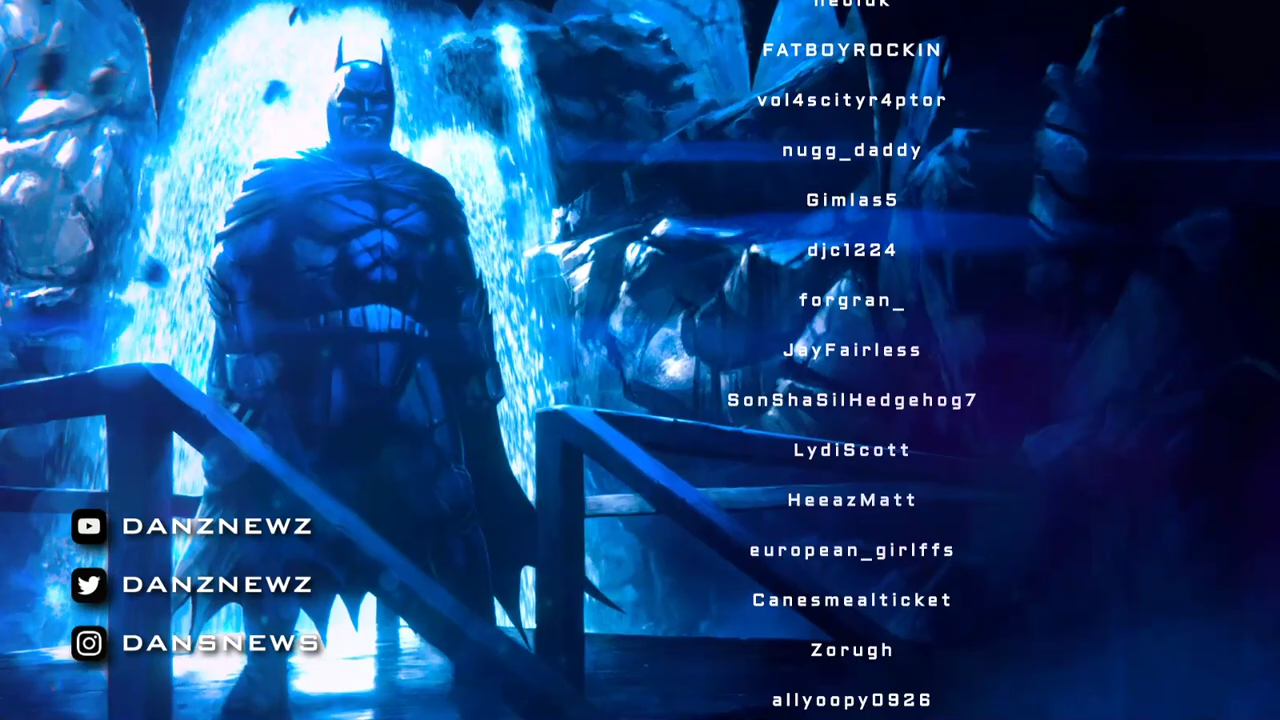 FATBOYROCKIN
vol4scityr4ptor
nugg_daddy
Gimlas5
djc1224
forgran_
JayFairless
SonShaSilHedgehog7
LydiScott
HeeazMatt
european_girlffs
Canesmealticket
Zorugh
allyoopy0926
DANZNEWZ
DANZNEWZ
DANSNEWS